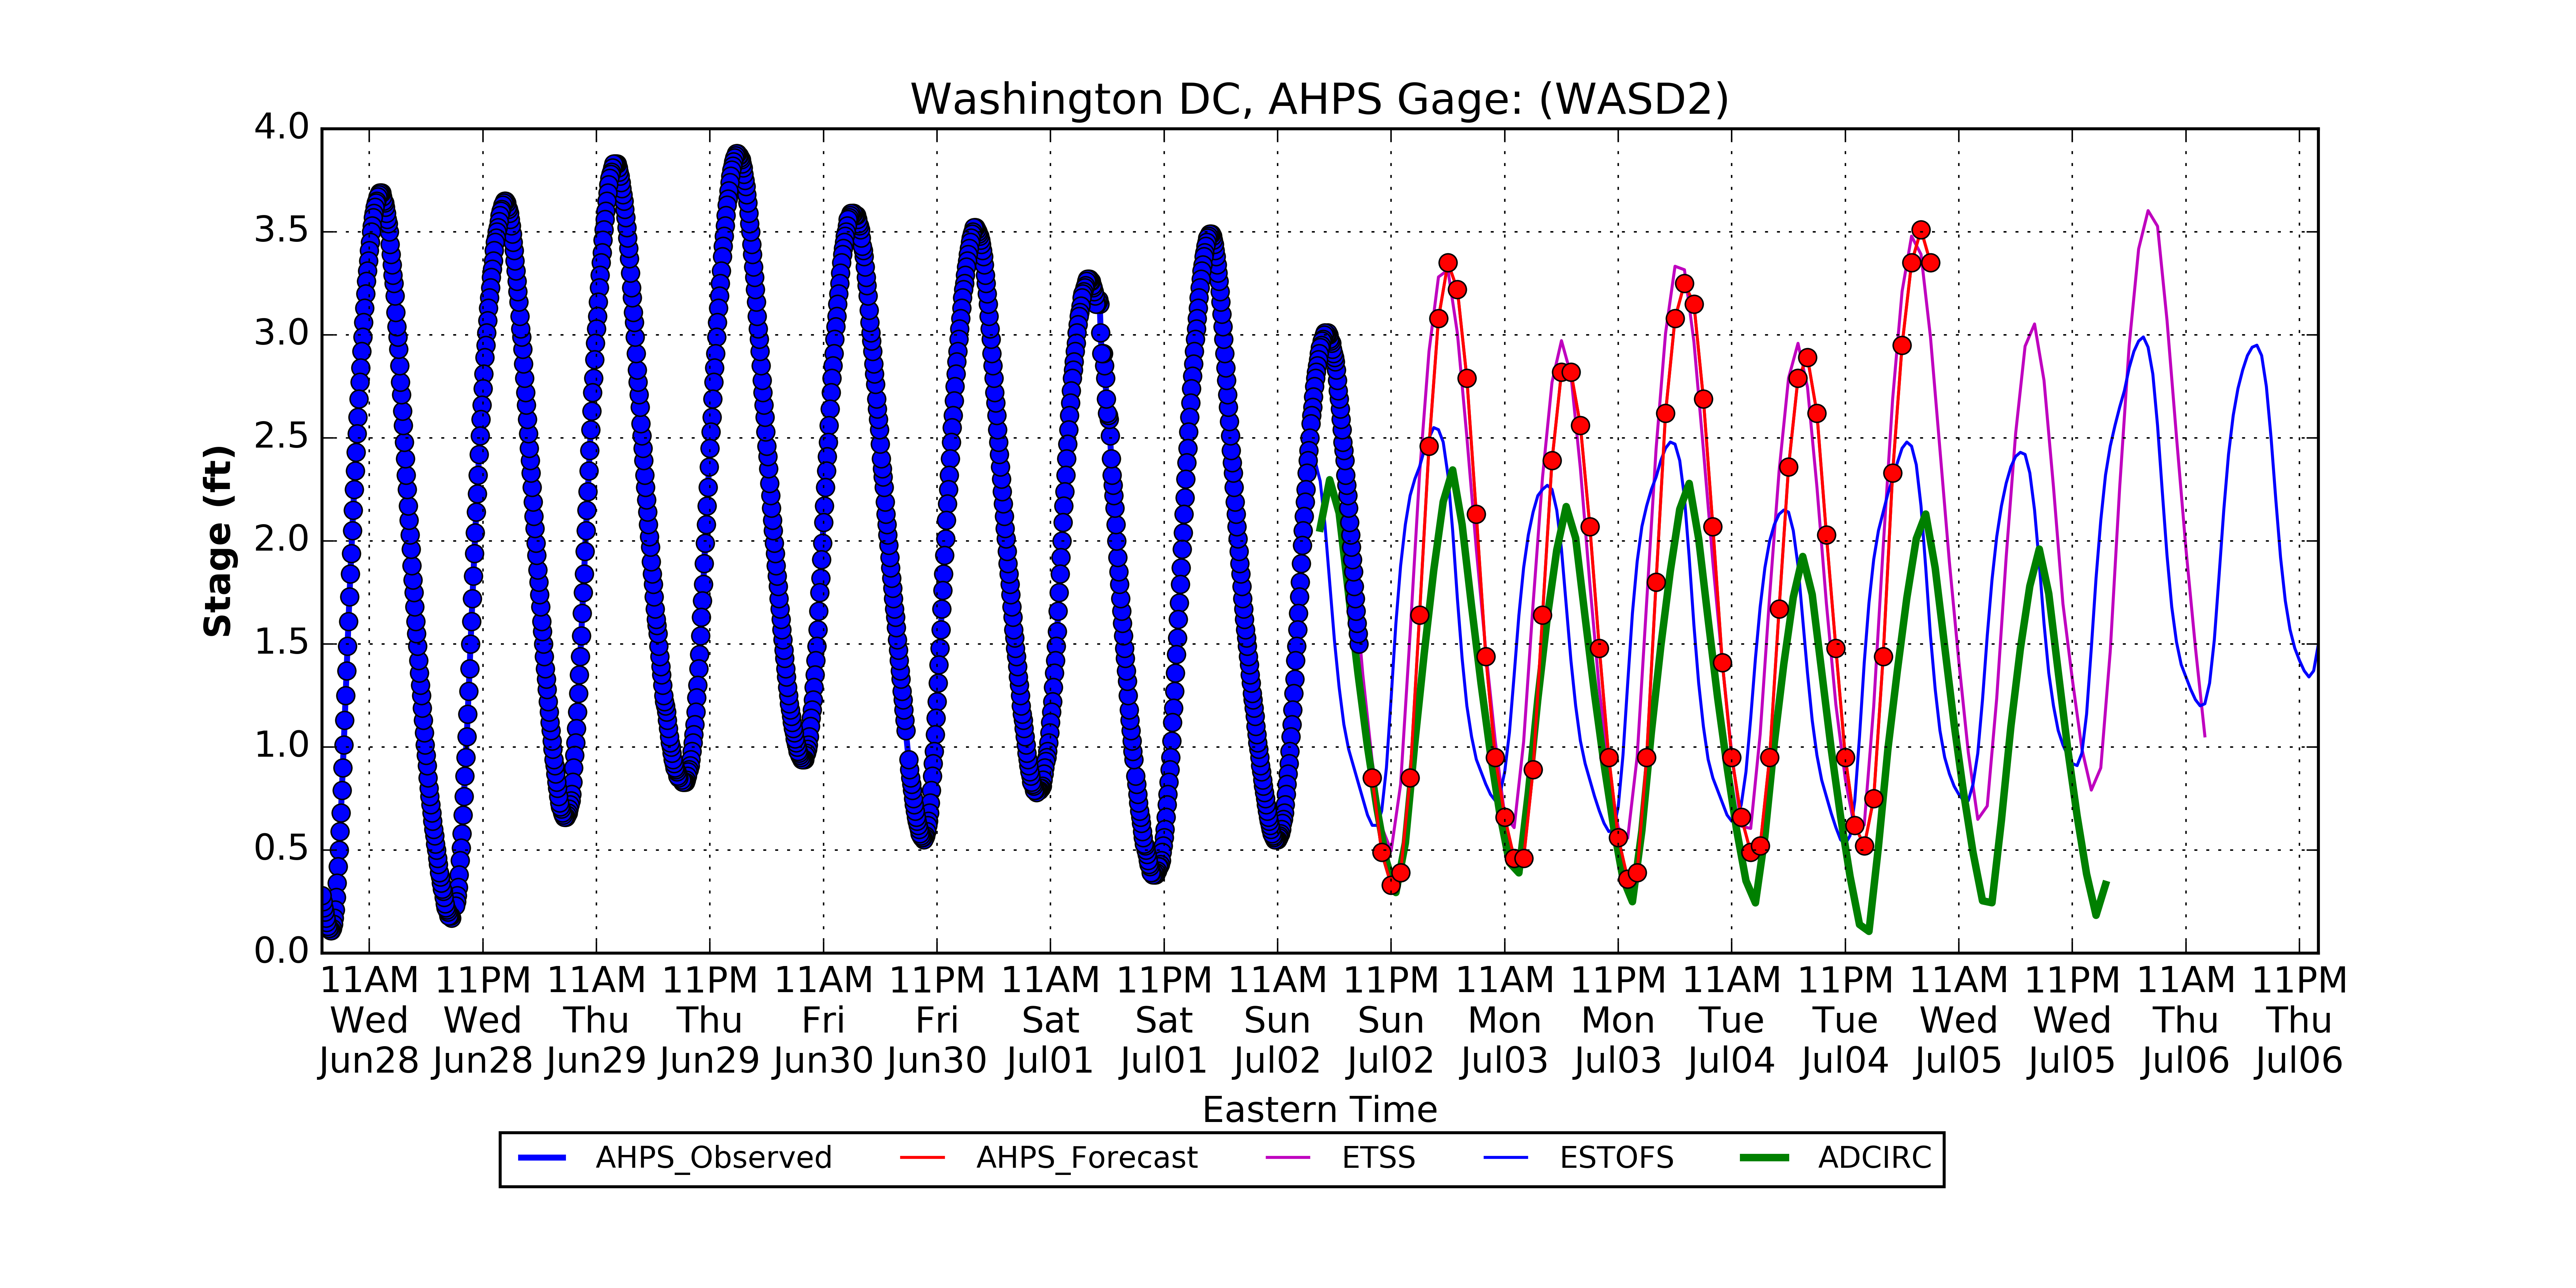 Washington DC, AHPS Gage: (WASD2)
4.0
3.5
3.0
2.5
2.0
1.5
1.0
0.5
0.0
Stage (ft)
11AM 11PM 11AM 11PM 11AM 11PM 11AM 11PM 11AM 11PM 11AM 11PM 11AM 11PM 11AM 11PM 11AM 11PM
Wed Wed Thu Thu Fri Fri Sat Sat Sun Sun Mon Mon Tue Tue Wed Wed Thu Thu
Jun28 Jun28 Jun29 Jun29 Jun30 Jun30 Jul01 Jul01 Jul02 Jul02 Jul03 Jul03 Jul04 Jul04 Jul05 Jul05 Jul06 Jul06
Eastern Time
AHPS_Observed AHPS_Forecast ETSS ESTOFS ADCIRC